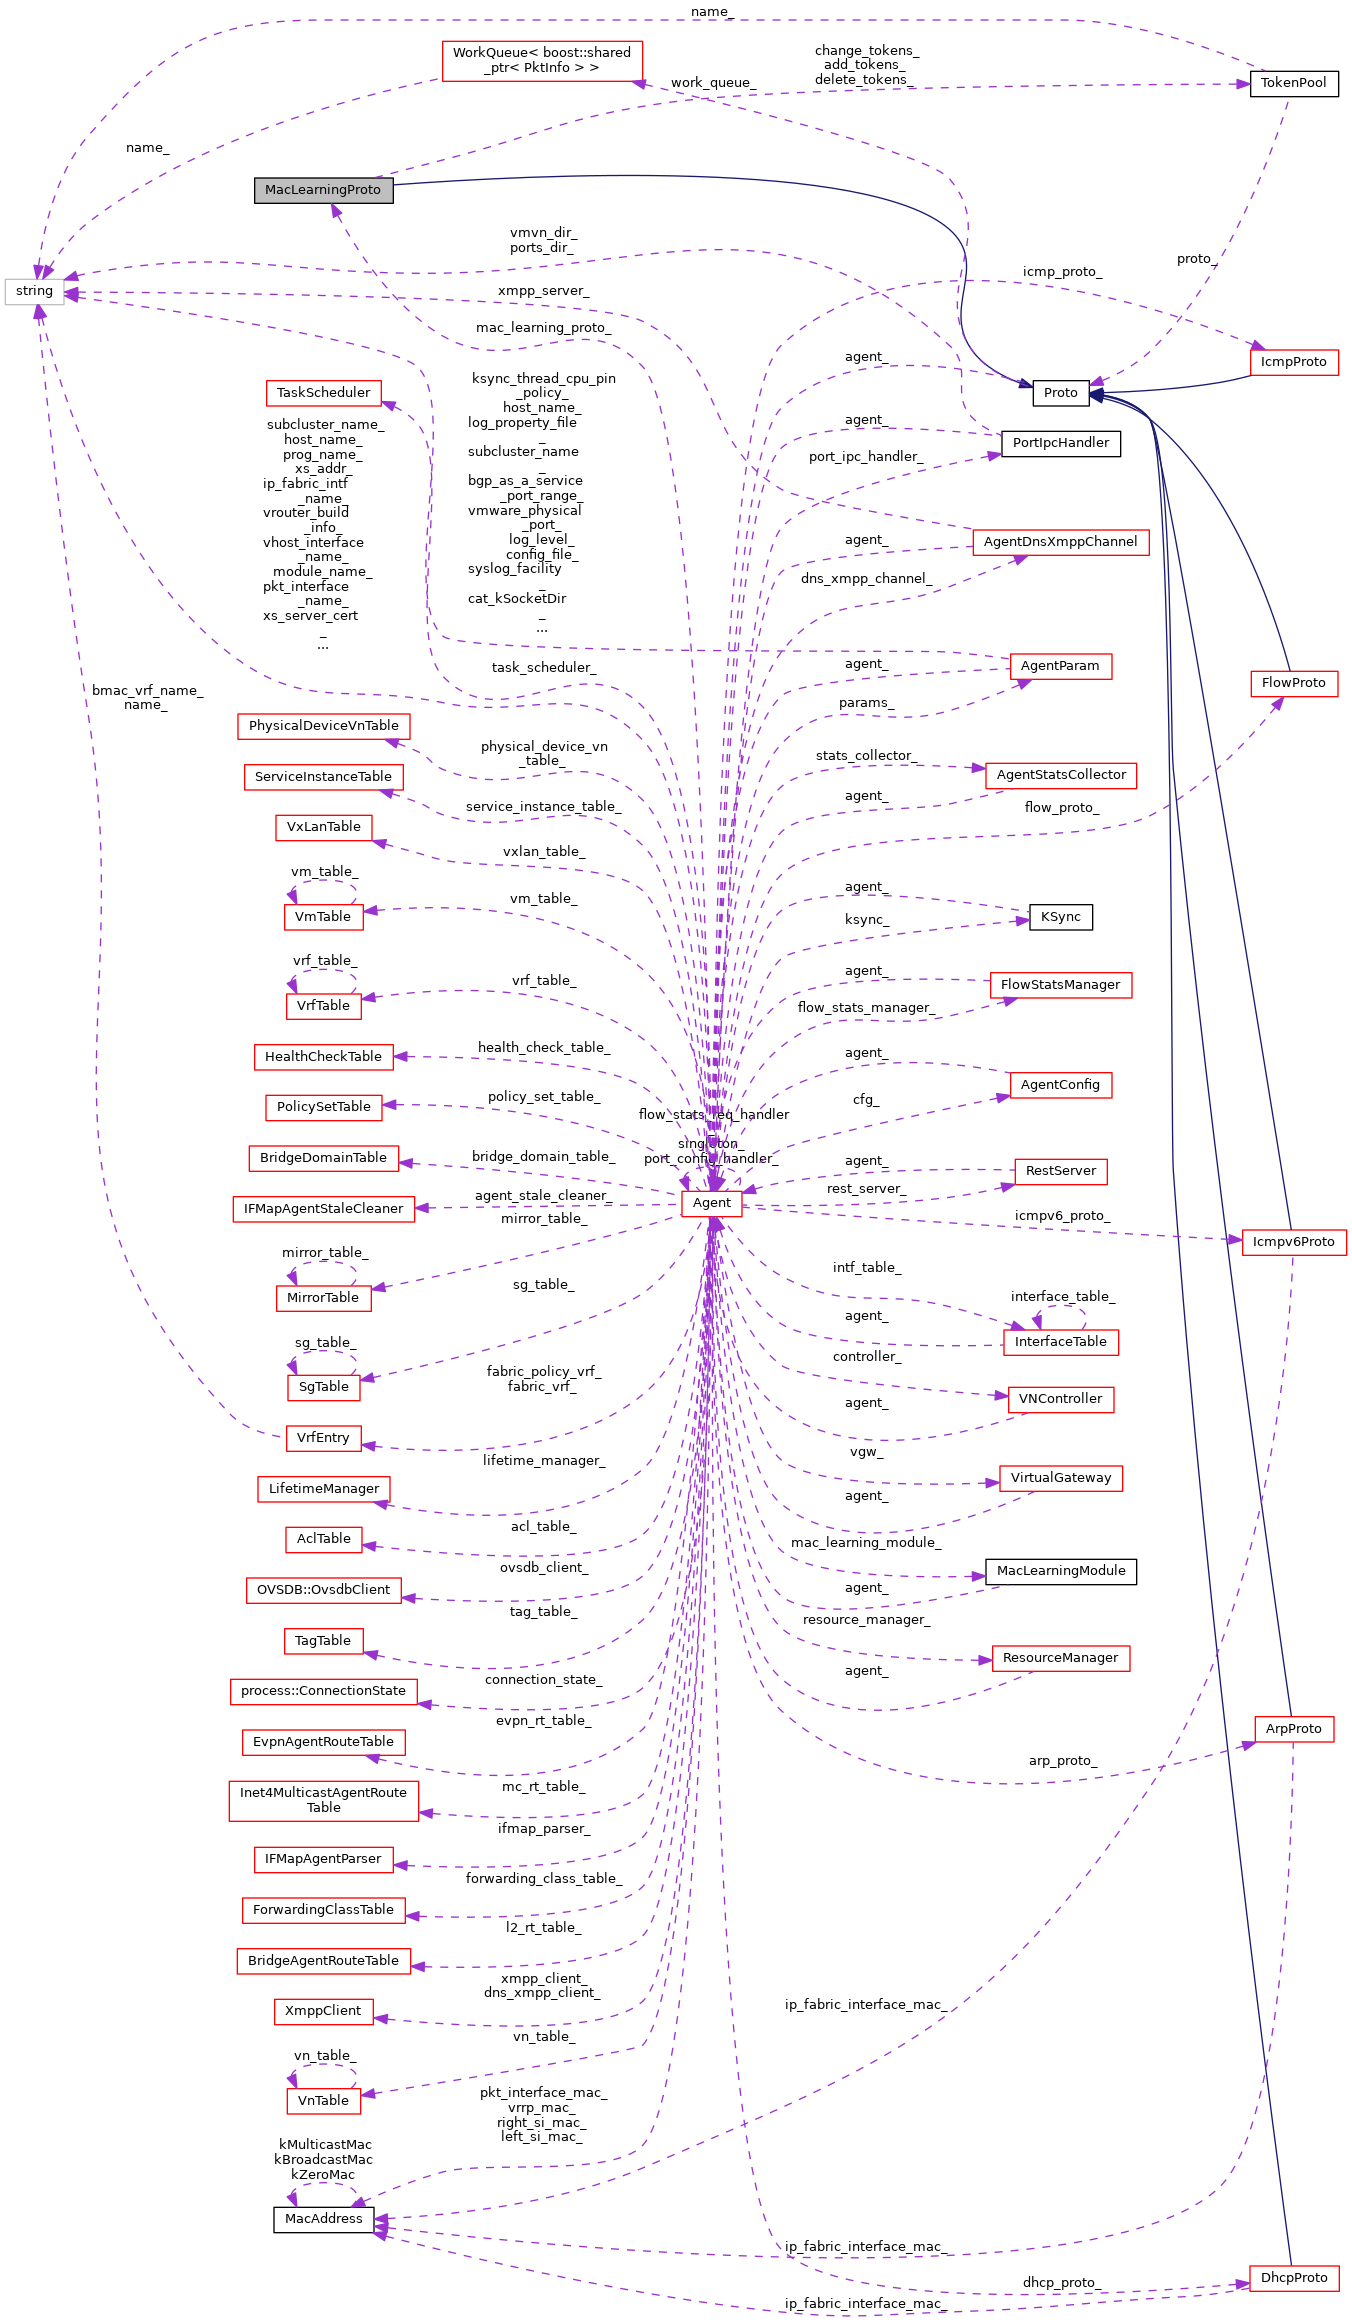 name_
WorkQueue< boost::shared
_ptr< PktInfo > >
change_tokens_
add_tokens_
delete_tokens_
work_queue_
TokenPool
name_
MacLearningProto
vmvn_dir_
ports_dir_
proto_
icmp_proto_
string
xmpp_server_
mac_learning_proto_
agent_
IcmpProto
TaskScheduler
Proto
ksync_thread_cpu_pin
_policy_
host_name_
log_property_file
_
subcluster_name
_
bgp_as_a_service
_port_range_
vmware_physical
_port_
log_level_
config_file_
syslog_facility
_
cat_kSocketDir
_
...
subcluster_name_
host_name_
prog_name_
xs_addr_
ip_fabric_intf
_name_
vrouter_build
_info_
vhost_interface
_name_
module_name_
pkt_interface
_name_
xs_server_cert
_
...
agent_
PortIpcHandler
port_ipc_handler_
agent_
AgentDnsXmppChannel
dns_xmpp_channel_
task_scheduler_
agent_
AgentParam
FlowProto
bmac_vrf_name_
name_
params_
PhysicalDeviceVnTable
physical_device_vn
_table_
stats_collector_
ServiceInstanceTable
AgentStatsCollector
agent_
service_instance_table_
flow_proto_
VxLanTable
vxlan_table_
vm_table_
VmTable
vm_table_
agent_
KSync
ksync_
vrf_table_
VrfTable
vrf_table_
agent_
FlowStatsManager
flow_stats_manager_
HealthCheckTable
health_check_table_
agent_
AgentConfig
cfg_
PolicySetTable
policy_set_table_
flow_stats_req_handler
_
singleton_
port_config_handler_
BridgeDomainTable
bridge_domain_table_
agent_
RestServer
rest_server_
IFMapAgentStaleCleaner
agent_stale_cleaner_
Agent
mirror_table_
icmpv6_proto_
Icmpv6Proto
mirror_table_
MirrorTable
intf_table_
sg_table_
interface_table_
agent_
InterfaceTable
sg_table_
SgTable
controller_
fabric_policy_vrf_
fabric_vrf_
VNController
agent_
VrfEntry
vgw_
lifetime_manager_
VirtualGateway
LifetimeManager
agent_
acl_table_
AclTable
mac_learning_module_
ovsdb_client_
MacLearningModule
OVSDB::OvsdbClient
agent_
tag_table_
resource_manager_
TagTable
ResourceManager
agent_
connection_state_
process::ConnectionState
evpn_rt_table_
ArpProto
EvpnAgentRouteTable
arp_proto_
mc_rt_table_
Inet4MulticastAgentRoute
Table
ifmap_parser_
IFMapAgentParser
forwarding_class_table_
ForwardingClassTable
l2_rt_table_
BridgeAgentRouteTable
xmpp_client_
dns_xmpp_client_
XmppClient
ip_fabric_interface_mac_
vn_table_
vn_table_
VnTable
pkt_interface_mac_
vrrp_mac_
right_si_mac_
left_si_mac_
kMulticastMac
kBroadcastMac
kZeroMac
MacAddress
ip_fabric_interface_mac_
DhcpProto
dhcp_proto_
ip_fabric_interface_mac_